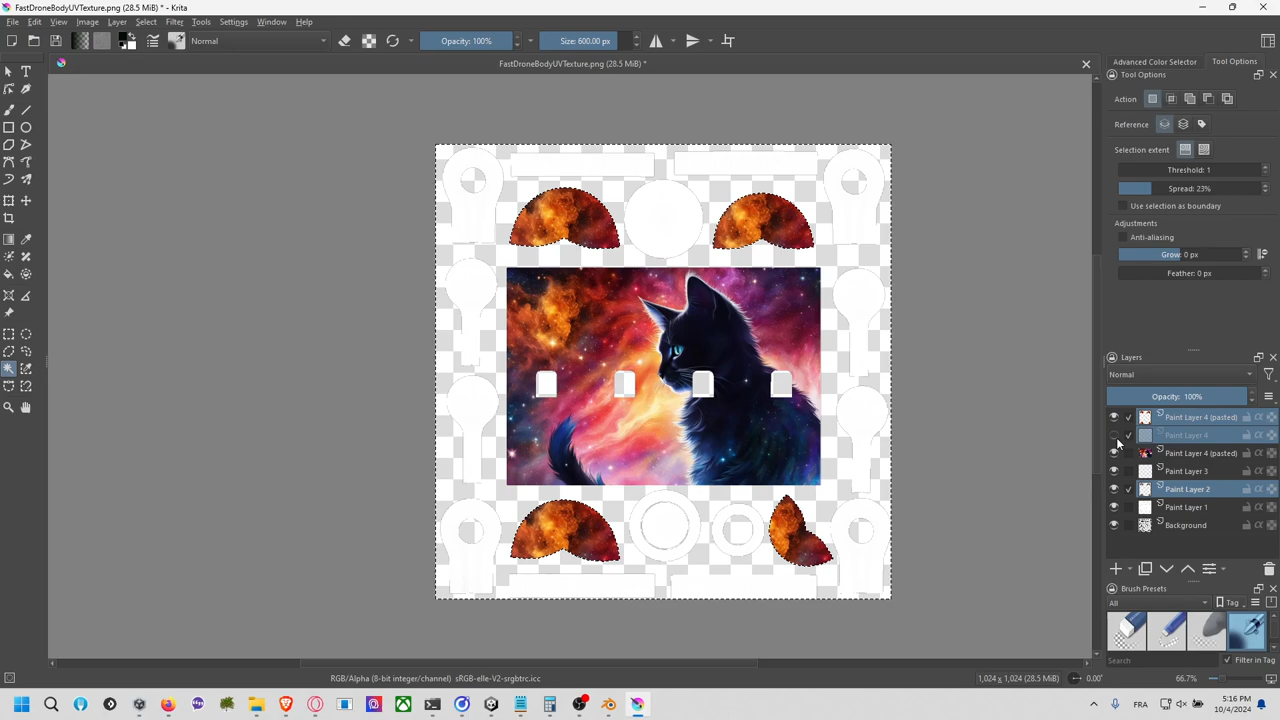 FastDroneBodyUVTexture.png (28.5 MiB) * - Krita
File Edit View Image Layer Select Filter Tools Settings Window Help
Normal
Opacity: 100%
Size: 600.00 px
FastDroneBodyUVTexture.png (28.5 MiB) *
Advanced Color Selector
Tool Options
Tool Options
Action
Reference
Selection extent
Threshold: 1
Spread: 23%
Use selection as boundary
Adjustments
Anti-aliasing
Grow: 0 px
Feather: 0 px
Layers
Normal
Opacity: 100%
Paint Layer 4 (pasted)
Paint Layer 4
Paint Layer 4 (pasted)
Paint Layer 3
Paint Layer 2
Paint Layer 1
Background
Brush Presets
All
Tag
Search
Filter in Tag
RGB/Alpha (8-bit integer/channel) sRGB-elle-V2-srgbtrc.icc
1,024 x 1,024 (28.5 MiB)
0.00°
66.7%
FRA
5:16 PM
10/4/2024